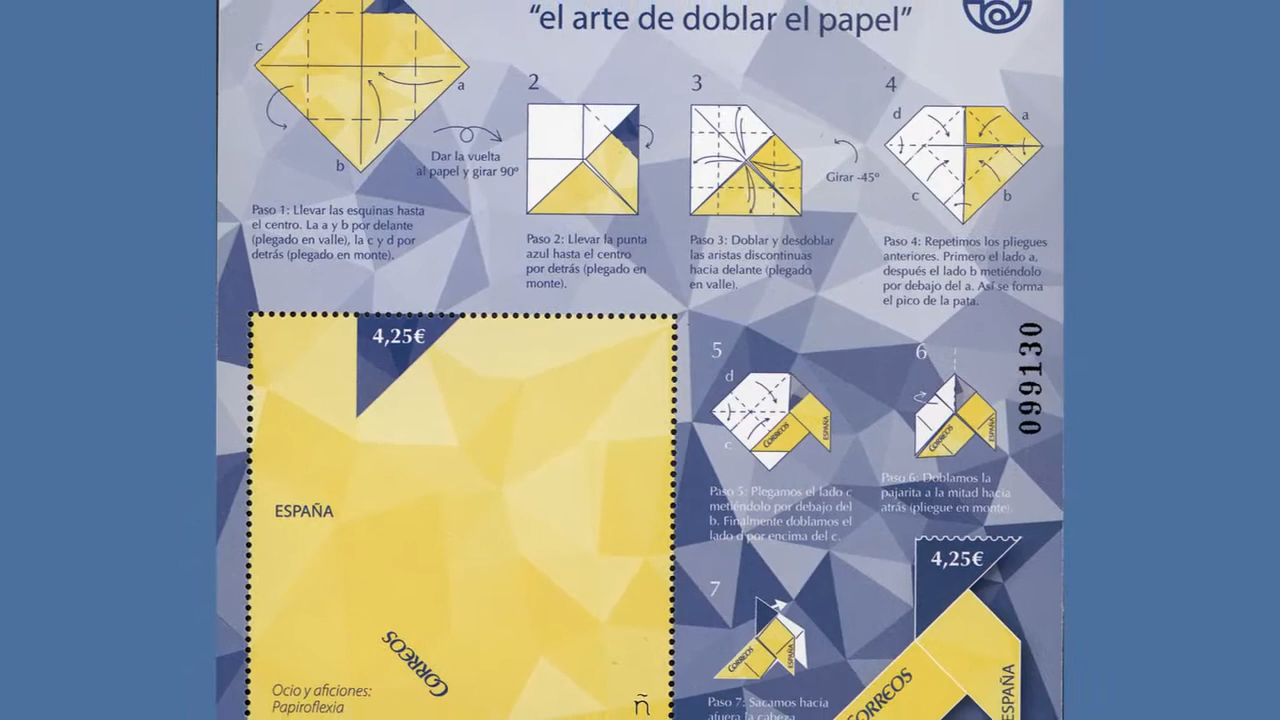 “el arte de doblar el papel”
c
a
b
Dar la vuelta
al papel y girar 90º
Paso 1: Llevar las esquinas hasta
el centro. La a y b por delante
(plegado en valle), la c y d por
detrás (plegado en monte).
2
Paso 2: Llevar la punta
azul hasta el centro
por detrás (plegado en
monte).
3
Girar -45º
Paso 3: Doblar y desdoblar
las aristas discontinuas
hacia delante (plegado
en valle).
4
d
a
c
b
Paso 4: Repetimos los pliegues
anteriores. Primero el lado a,
después el lado b metiéndolo
por debajo del a. Así se forma
el pico de la pata.
4,25€
ESPAÑA
CORREOS
Ocio y aficiones:
Papiroflexia
ñ
5
d
c
CORREOS
ESPAÑA
Paso 5: Plegamos el lado c
metiéndolo por debajo del
b. Finalmente doblamos el
lado d por encima del c.
6
CORREOS
ESPAÑA
Paso 6: Doblamos la
pajarita a la mitad hacia
atrás (pliegue en monte).
099130
7
CORREOS
ESPAÑA
Paso 7: Sacamos hacia
afuera la cabeza
4,25€
CORREOS
ESPAÑA